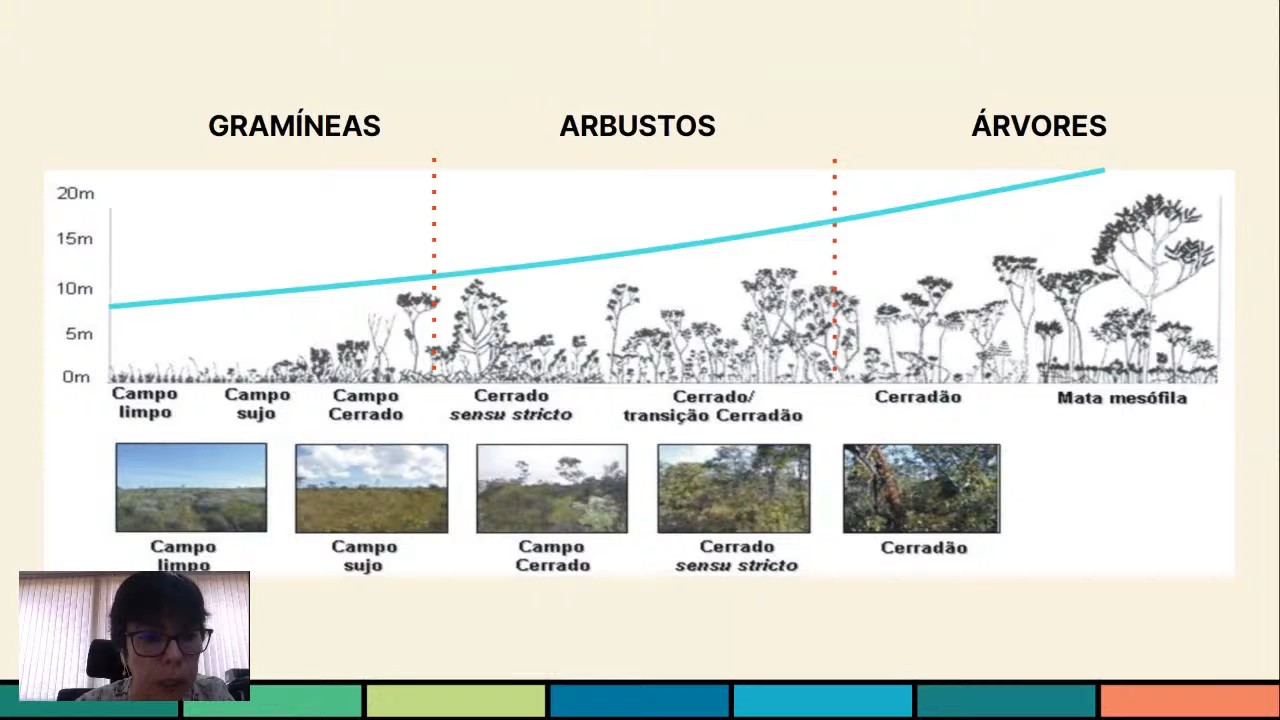 GRAMÍNEAS ARBUSTOS ÁRVORES
20m
15m
10m
5m
0m
Campo limpo
Campo sujo
Campo Cerrado
Cerrado sensu stricto
Cerrado/ transição Cerradão
Cerradão
Mata mesófila
Campo limpo
Campo sujo
Campo Cerrado
Cerrado sensu stricto
Cerradão